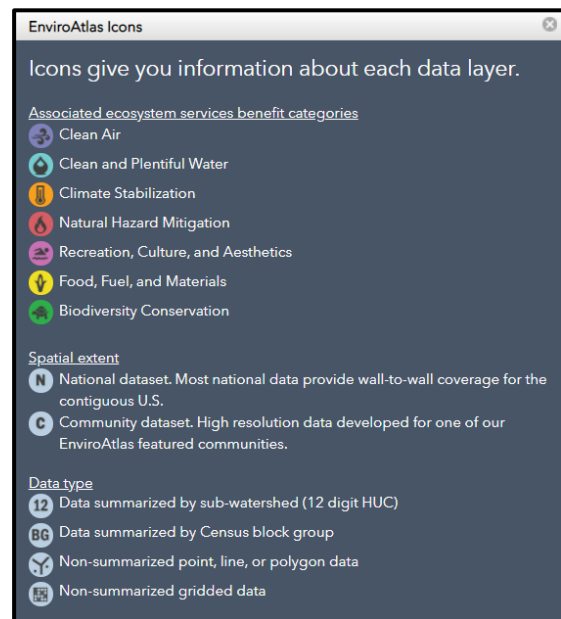 EnviroAtlas Icons
Icons give you information about each data layer.
Associated ecosystem services benefit categories
Clean Air
Clean and Plentiful Water
Climate Stabilization
Natural Hazard Mitigation
Recreation, Culture, and Aesthetics
Food, Fuel, and Materials
Biodiversity Conservation
Spatial extent
N National dataset. Most national data provide wall-to-wall coverage for the
contiguous U.S.
C Community dataset. High resolution data developed for one of our
EnviroAtlas featured communities.
Data type
12 Data summarized by sub-watershed (12 digit HUC)
BG Data summarized by Census block group
Non-summarized point, line, or polygon data
Non-summarized gridded data